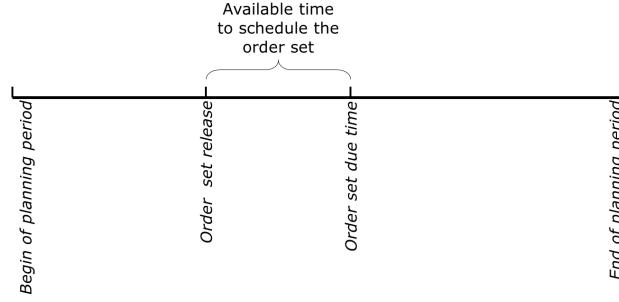 Available time
to schedule the
order set
Begin of planning period
Order set release
Order set due time
End of planning period